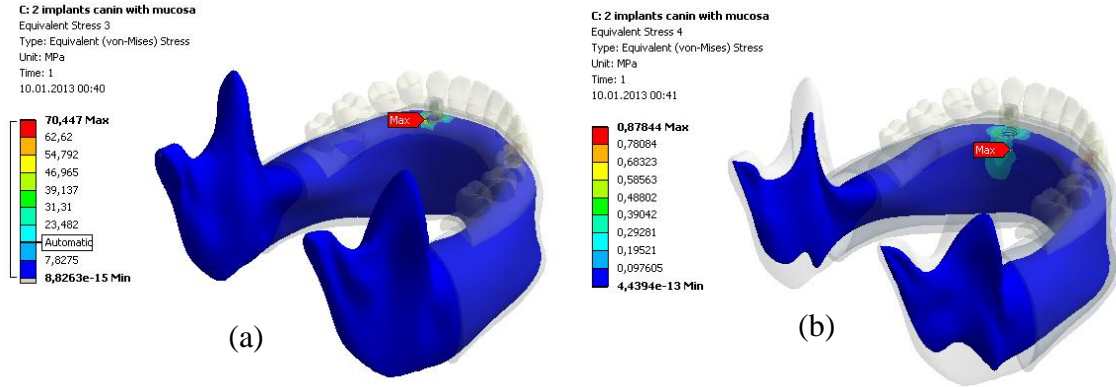 C: 2 implants canin with mucosa
Equivalent Stress 3
Type: Equivalent (von-Mises) Stress
Unit: MPa
Time: 1
10.01.2013 00:40
70,447 Max
62,62
54,792
46,965
39,137
31,31
23,482
Automatic
7,8275
8,8263e-15 Min
Max
(a)
C: 2 implants canin with mucosa
Equivalent Stress 4
Type: Equivalent (von-Mises) Stress
Unit: MPa
Time: 1
10.01.2013 00:41
0,87844 Max
0,78084
0,68323
0,58563
0,48802
0,39042
0,29281
0,19521
0,097605
4,4394e-13 Min
Max
(b)